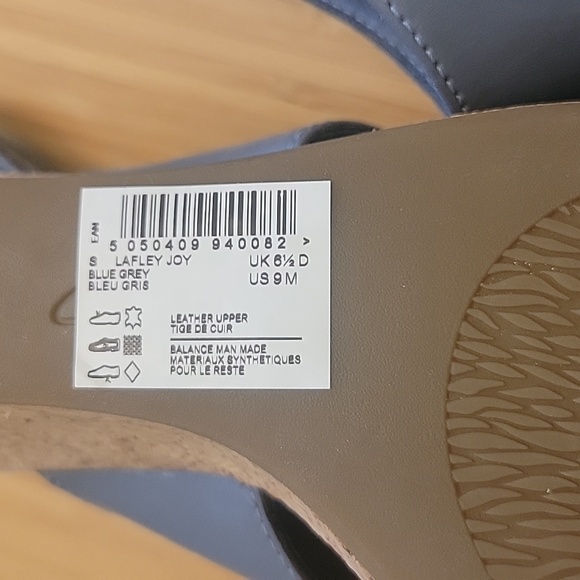 EAN
5 050409 940082 >
S LAFLEY JOY UK 6½ D
BLUE GREY US 9 M
BLEU GRIS
LEATHER UPPER
TIGE DE CUIR
BALANCE MAN MADE
MATERIAUX SYNTHETIQUES
POUR LE RESTE